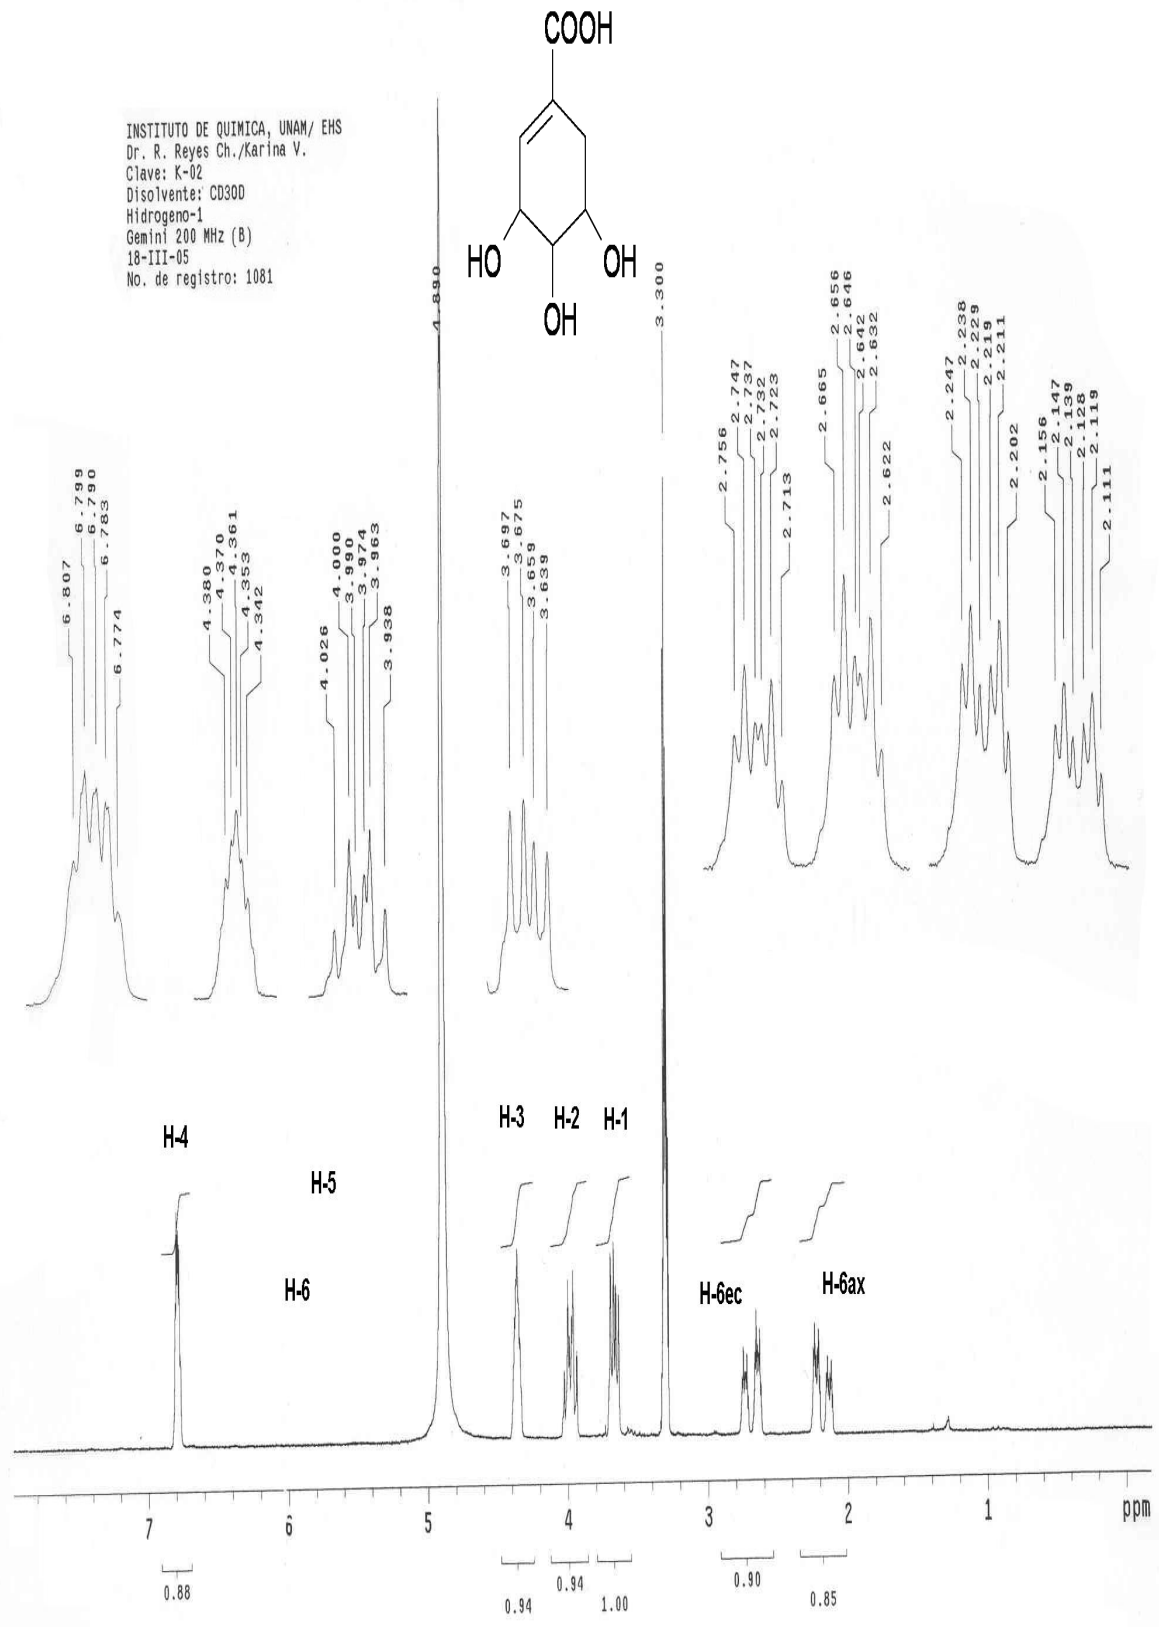 COOH
INSTITUTO DE QUIMICA, UNAM/ EHS
Dr. R. Reyes Ch./Karina V.
Clave: K-02
Disolvente: CD3OD
Hidrogeno-1
Gemini 200 MHz (B)
18-III-05
No. de registro: 1081
HO
OH
OH
6.807
6.799
6.790
6.783
6.774
4.380
4.370
4.361
4.353
4.342
4.026
4.000
3.990
3.974
3.963
3.938
4.890
3.697
3.675
3.659
3.639
3.300
2.756
2.747
2.737
2.732
2.723
2.713
2.665
2.656
2.646
2.642
2.632
2.622
2.247
2.238
2.229
2.219
2.211
2.202
2.156
2.147
2.139
2.128
2.119
2.111
H-4
H-5
H-6
H-3
H-2
H-1
H-6ec
H-6ax
7
6
5
4
3
2
1
ppm
0.88
0.94
0.94
1.00
0.90
0.85